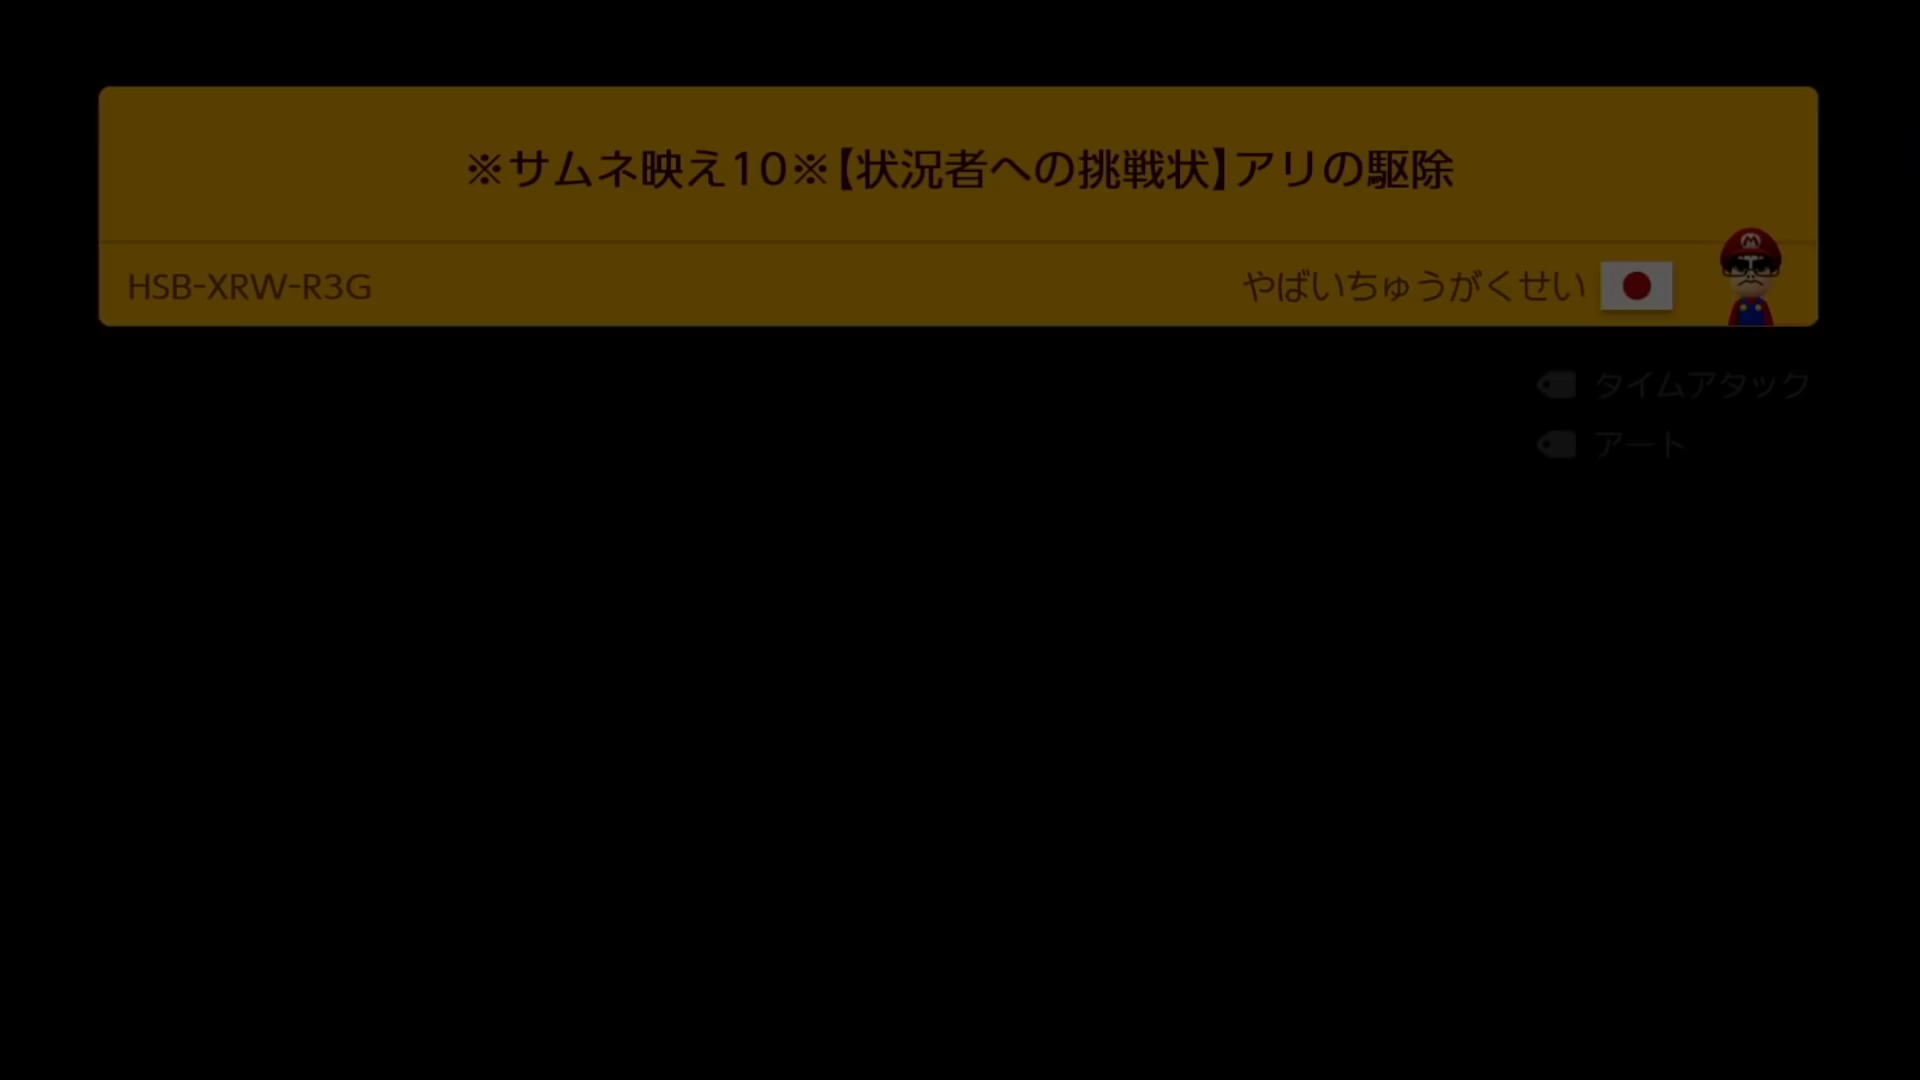 ※サムネ映え10※【状況者への挑戦状】アリの駆除
HSB-XRW-R3G
やばいちゅうがくせい
タイムアタック
アート